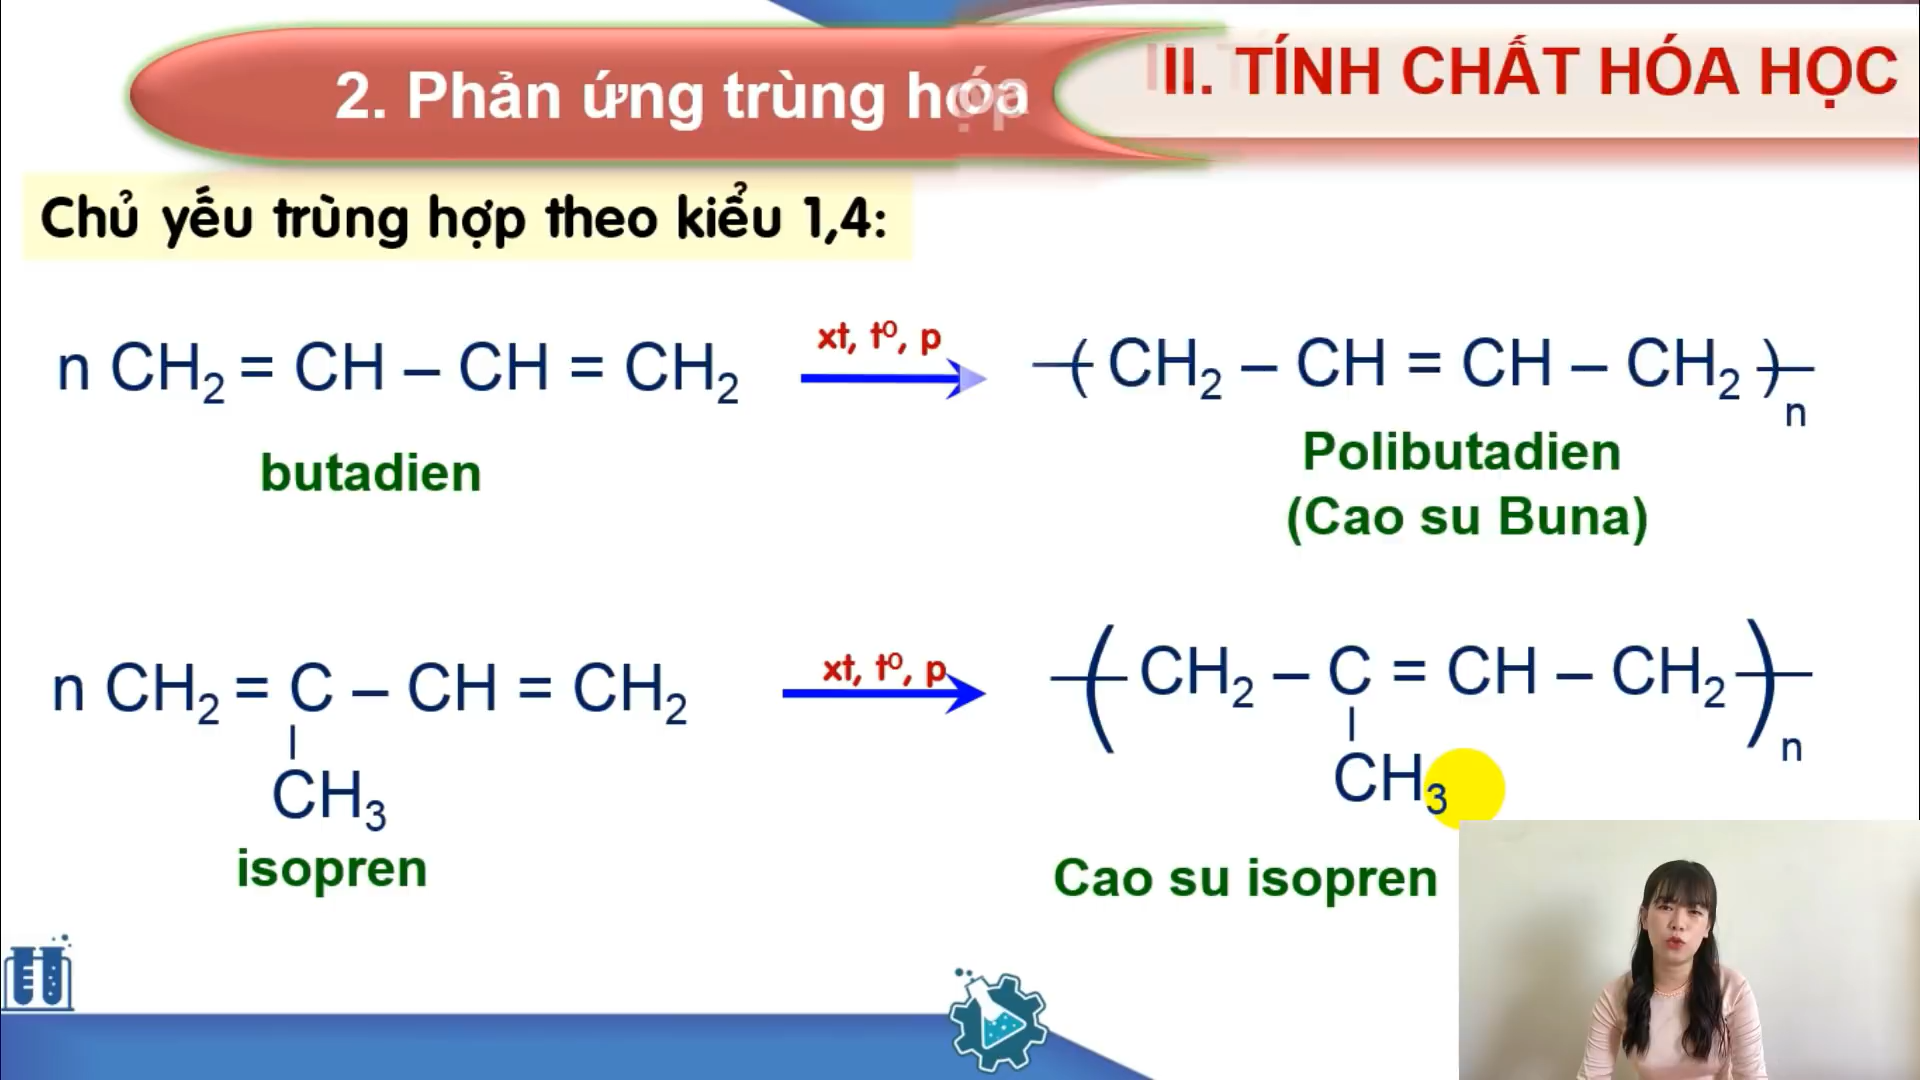 2. Phản ứng trùng hóa
III. TÍNH CHẤT HÓA HỌC
Chủ yếu trùng hợp theo kiểu 1,4:
n CH₂ = CH – CH = CH₂
xt, t⁰, p
–( CH₂ – CH = CH – CH₂ )–n
butadien
Polibutadien
(Cao su Buna)
n CH₂ = C – CH = CH₂
CH₃
xt, t⁰, p
–( CH₂ – C = CH – CH₂ )–n
CH₃
isopren
Cao su isopren